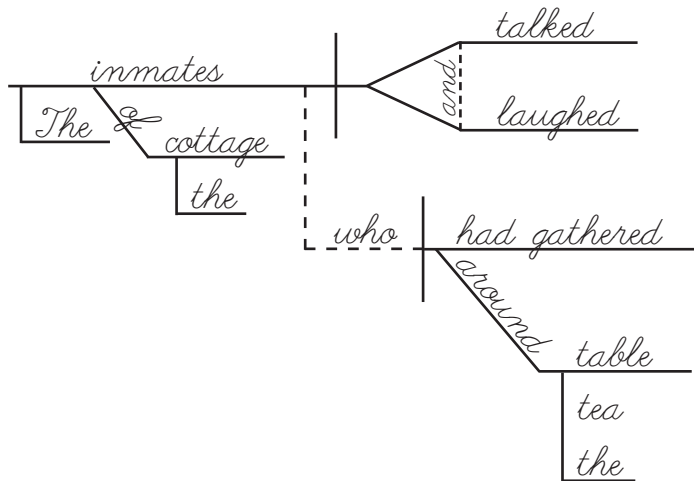 talked
inmates
and
The
of
laughed
cottage
the
who
had gathered
around
table
tea
the